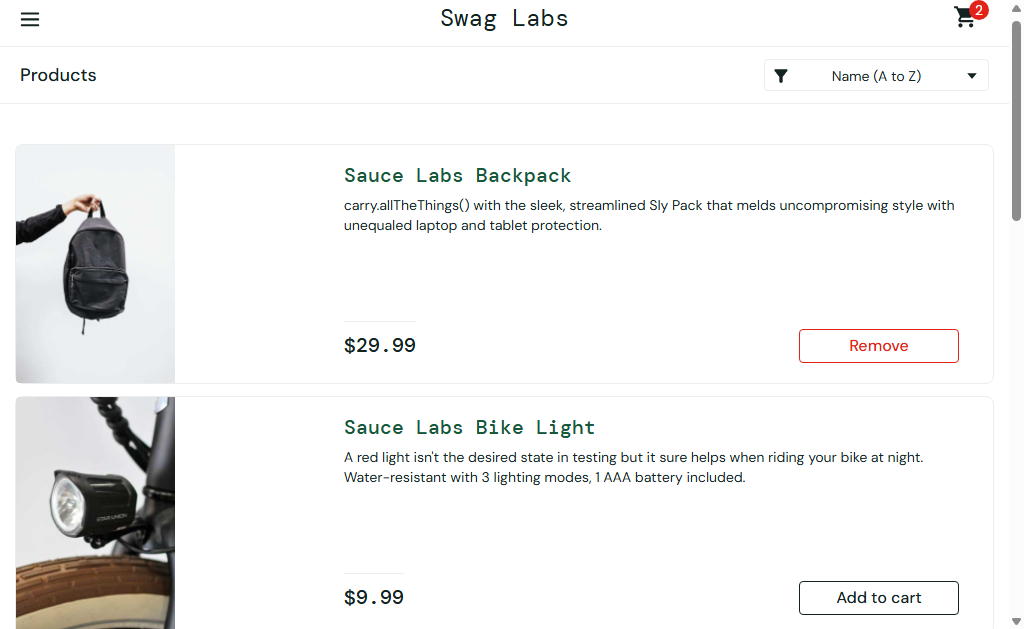 Swag Labs
2
Products
Name (A to Z)
Sauce Labs Backpack
carry.allTheThings() with the sleek, streamlined Sly Pack that melds uncompromising style with
unequaled laptop and tablet protection.
$29.99
Remove
Sauce Labs Bike Light
A red light isn't the desired state in testing but it sure helps when riding your bike at night.
Water-resistant with 3 lighting modes, 1 AAA battery included.
STAR UNION
$9.99
Add to cart